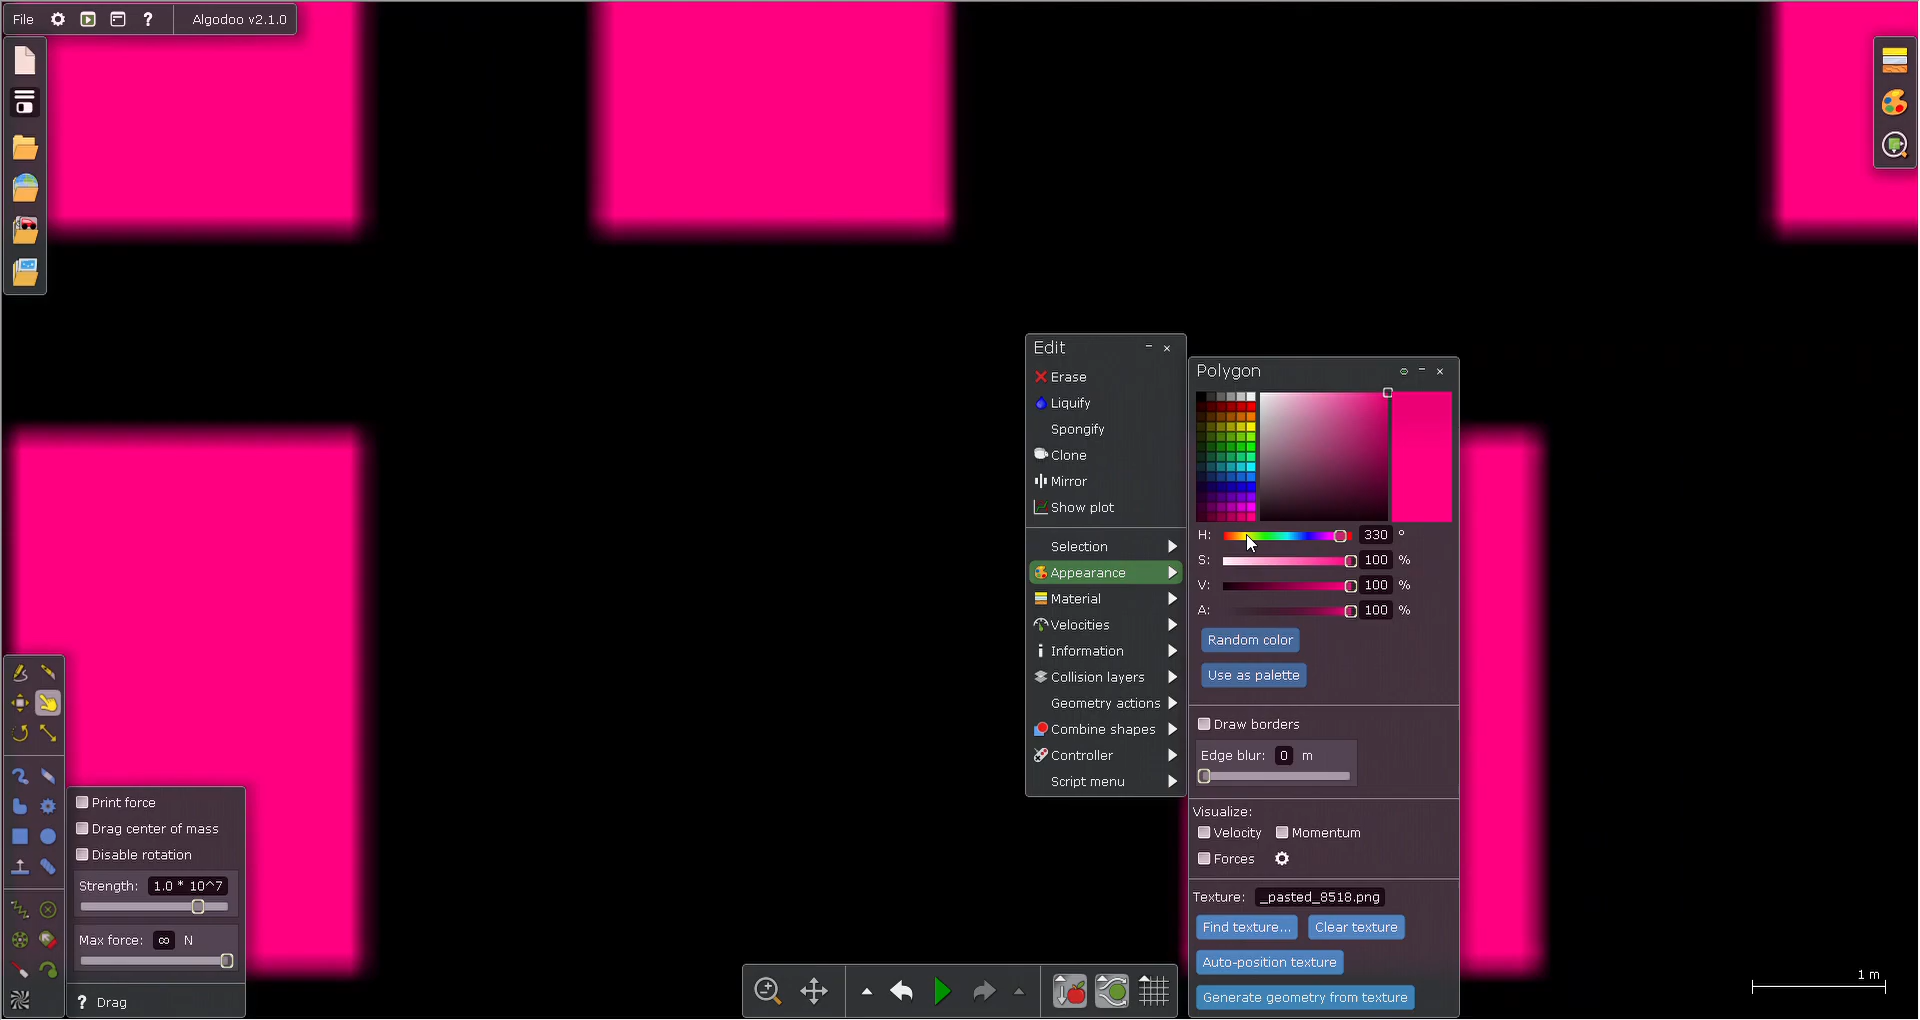 File ? Algodoo v2.1.0
Edit
Erase
Liquify
Spongify
Clone
Mirror
Show plot
Selection
Appearance
Material
Velocities
Information
Collision layers
Geometry actions
Combine shapes
Controller
Script menu
Polygon
H: 330 °
S: 100 %
V: 100 %
A: 100 %
Random color
Use as palette
Draw borders
Edge blur: 0 m
Visualize:
Velocity Momentum
Forces
Texture: _pasted_8518.png
Find texture... Clear texture
Auto-position texture
Generate geometry from texture
Print force
Drag center of mass
Disable rotation
Strength: 1.0 * 10^7
Max force: ∞ N
? Drag
1 m